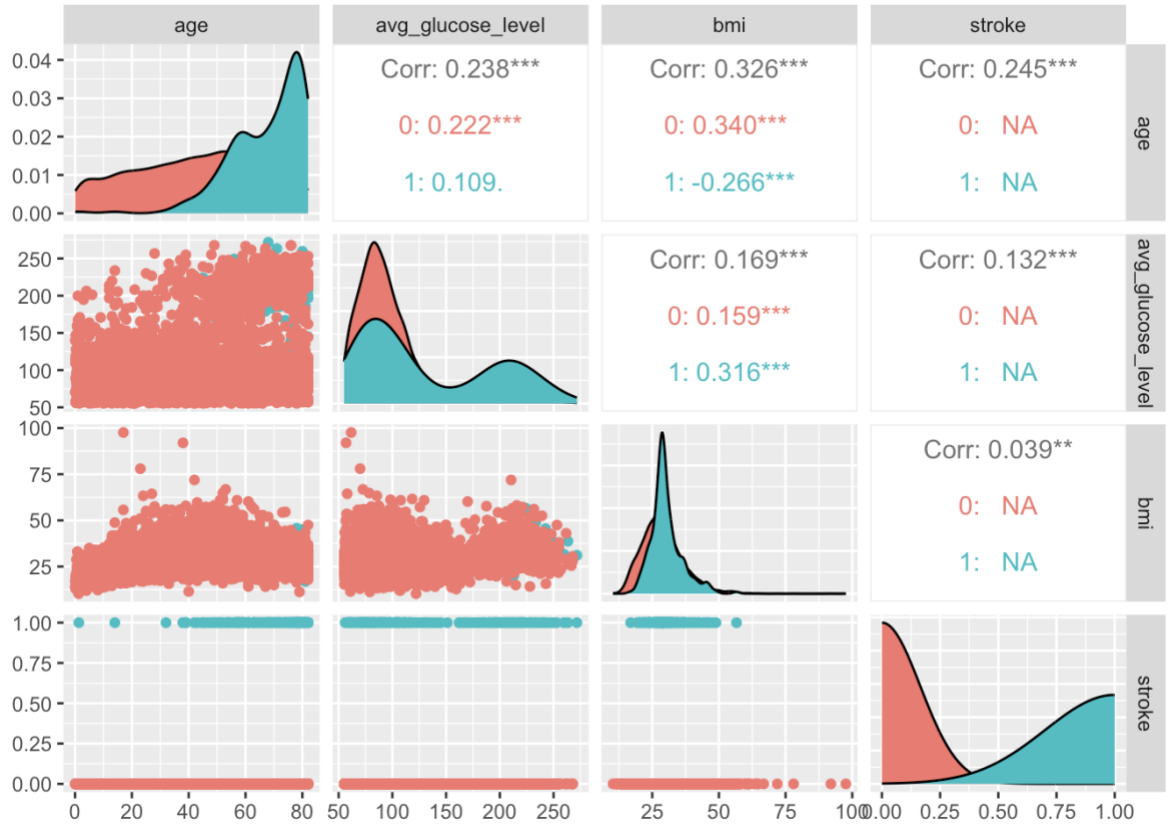 age avg_glucose_level bmi stroke
0.04
0.03
0.02
0.01
0.00
Corr: 0.238***
0: 0.222***
1: 0.109.
Corr: 0.326***
0: 0.340***
1: -0.266***
Corr: 0.245***
0: NA
1: NA
age
250
200
150
100
50
Corr: 0.169***
0: 0.159***
1: 0.316***
Corr: 0.132***
0: NA
1: NA
avg_glucose_level
100
75
50
25
Corr: 0.039**
0: NA
1: NA
bmi
1.00
0.75
0.50
0.25
0.00
stroke
0 20 40 60 80
50 100 150 200 250
25 50 75 100
0.00 0.25 0.50 0.75 1.00